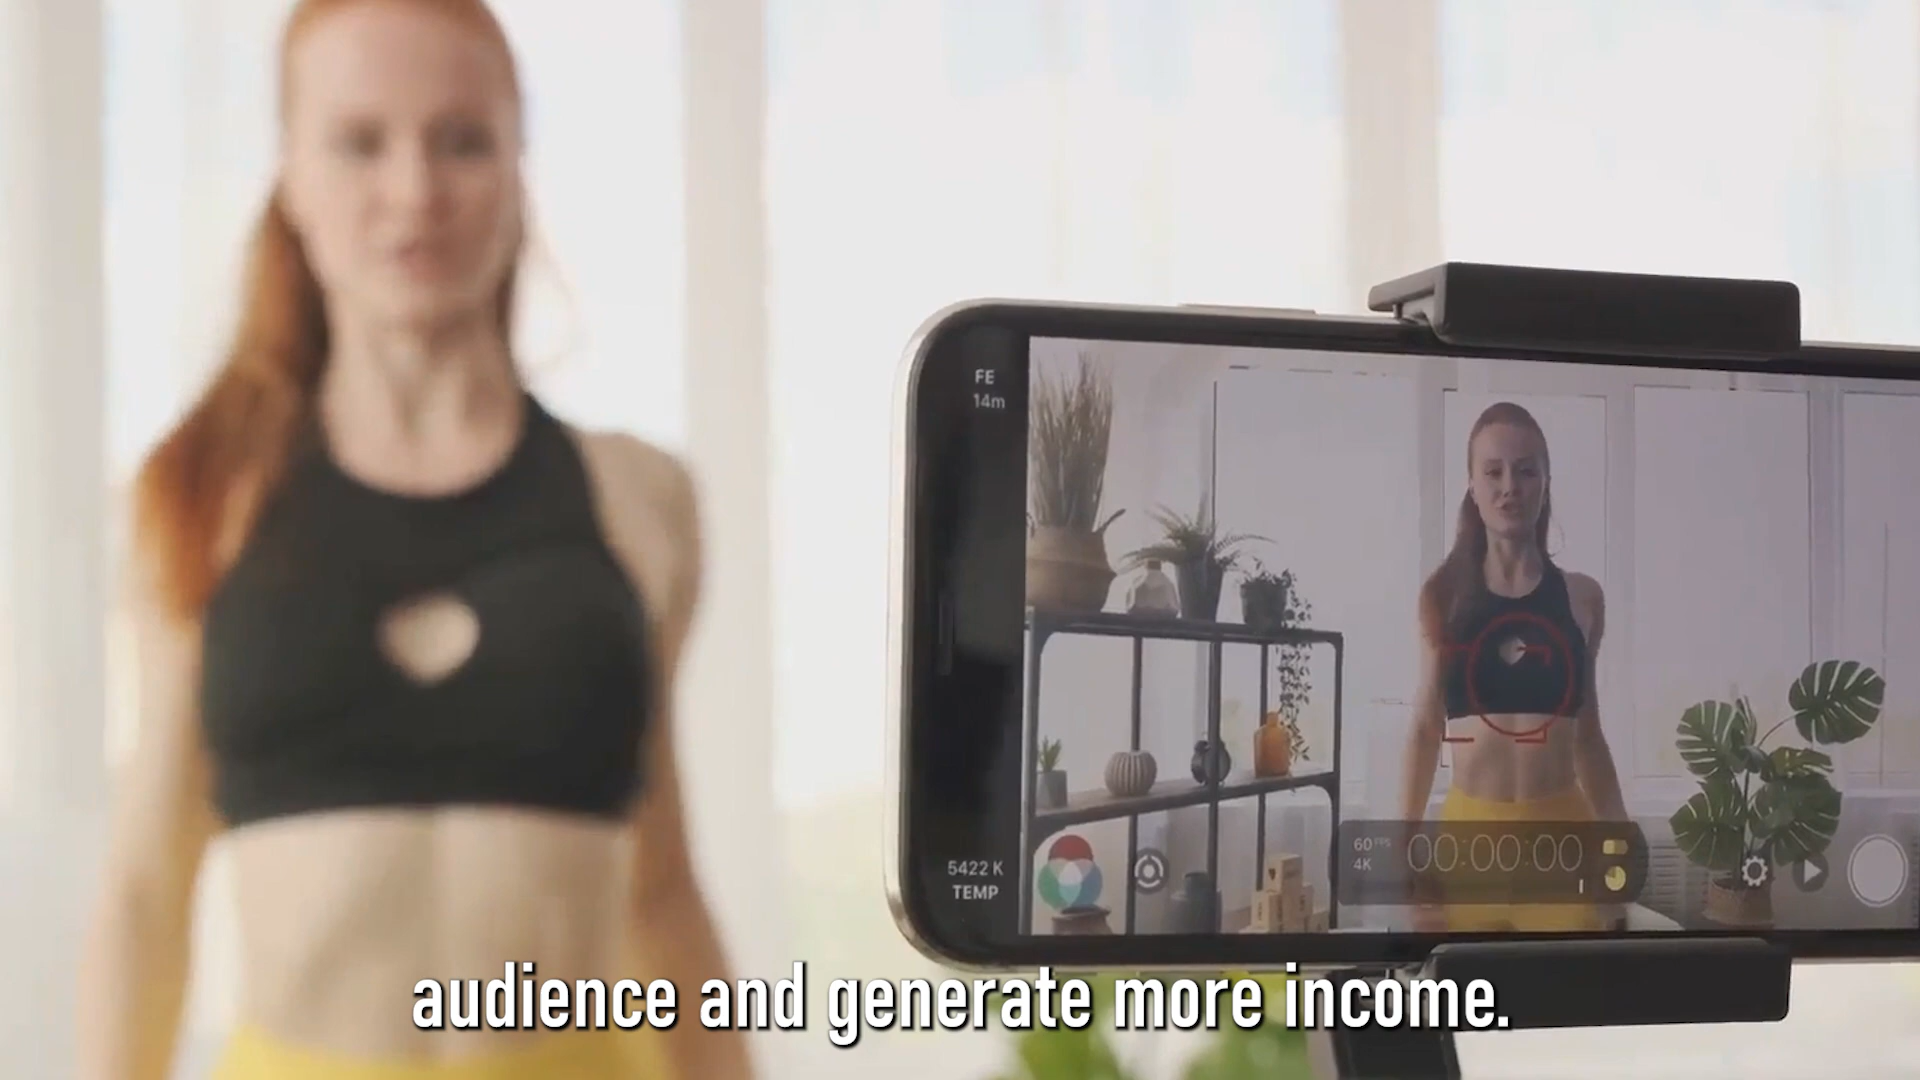 FE
14m
5422 K
TEMP
60 FPS
4K
00:00:00
audience and generate more income.